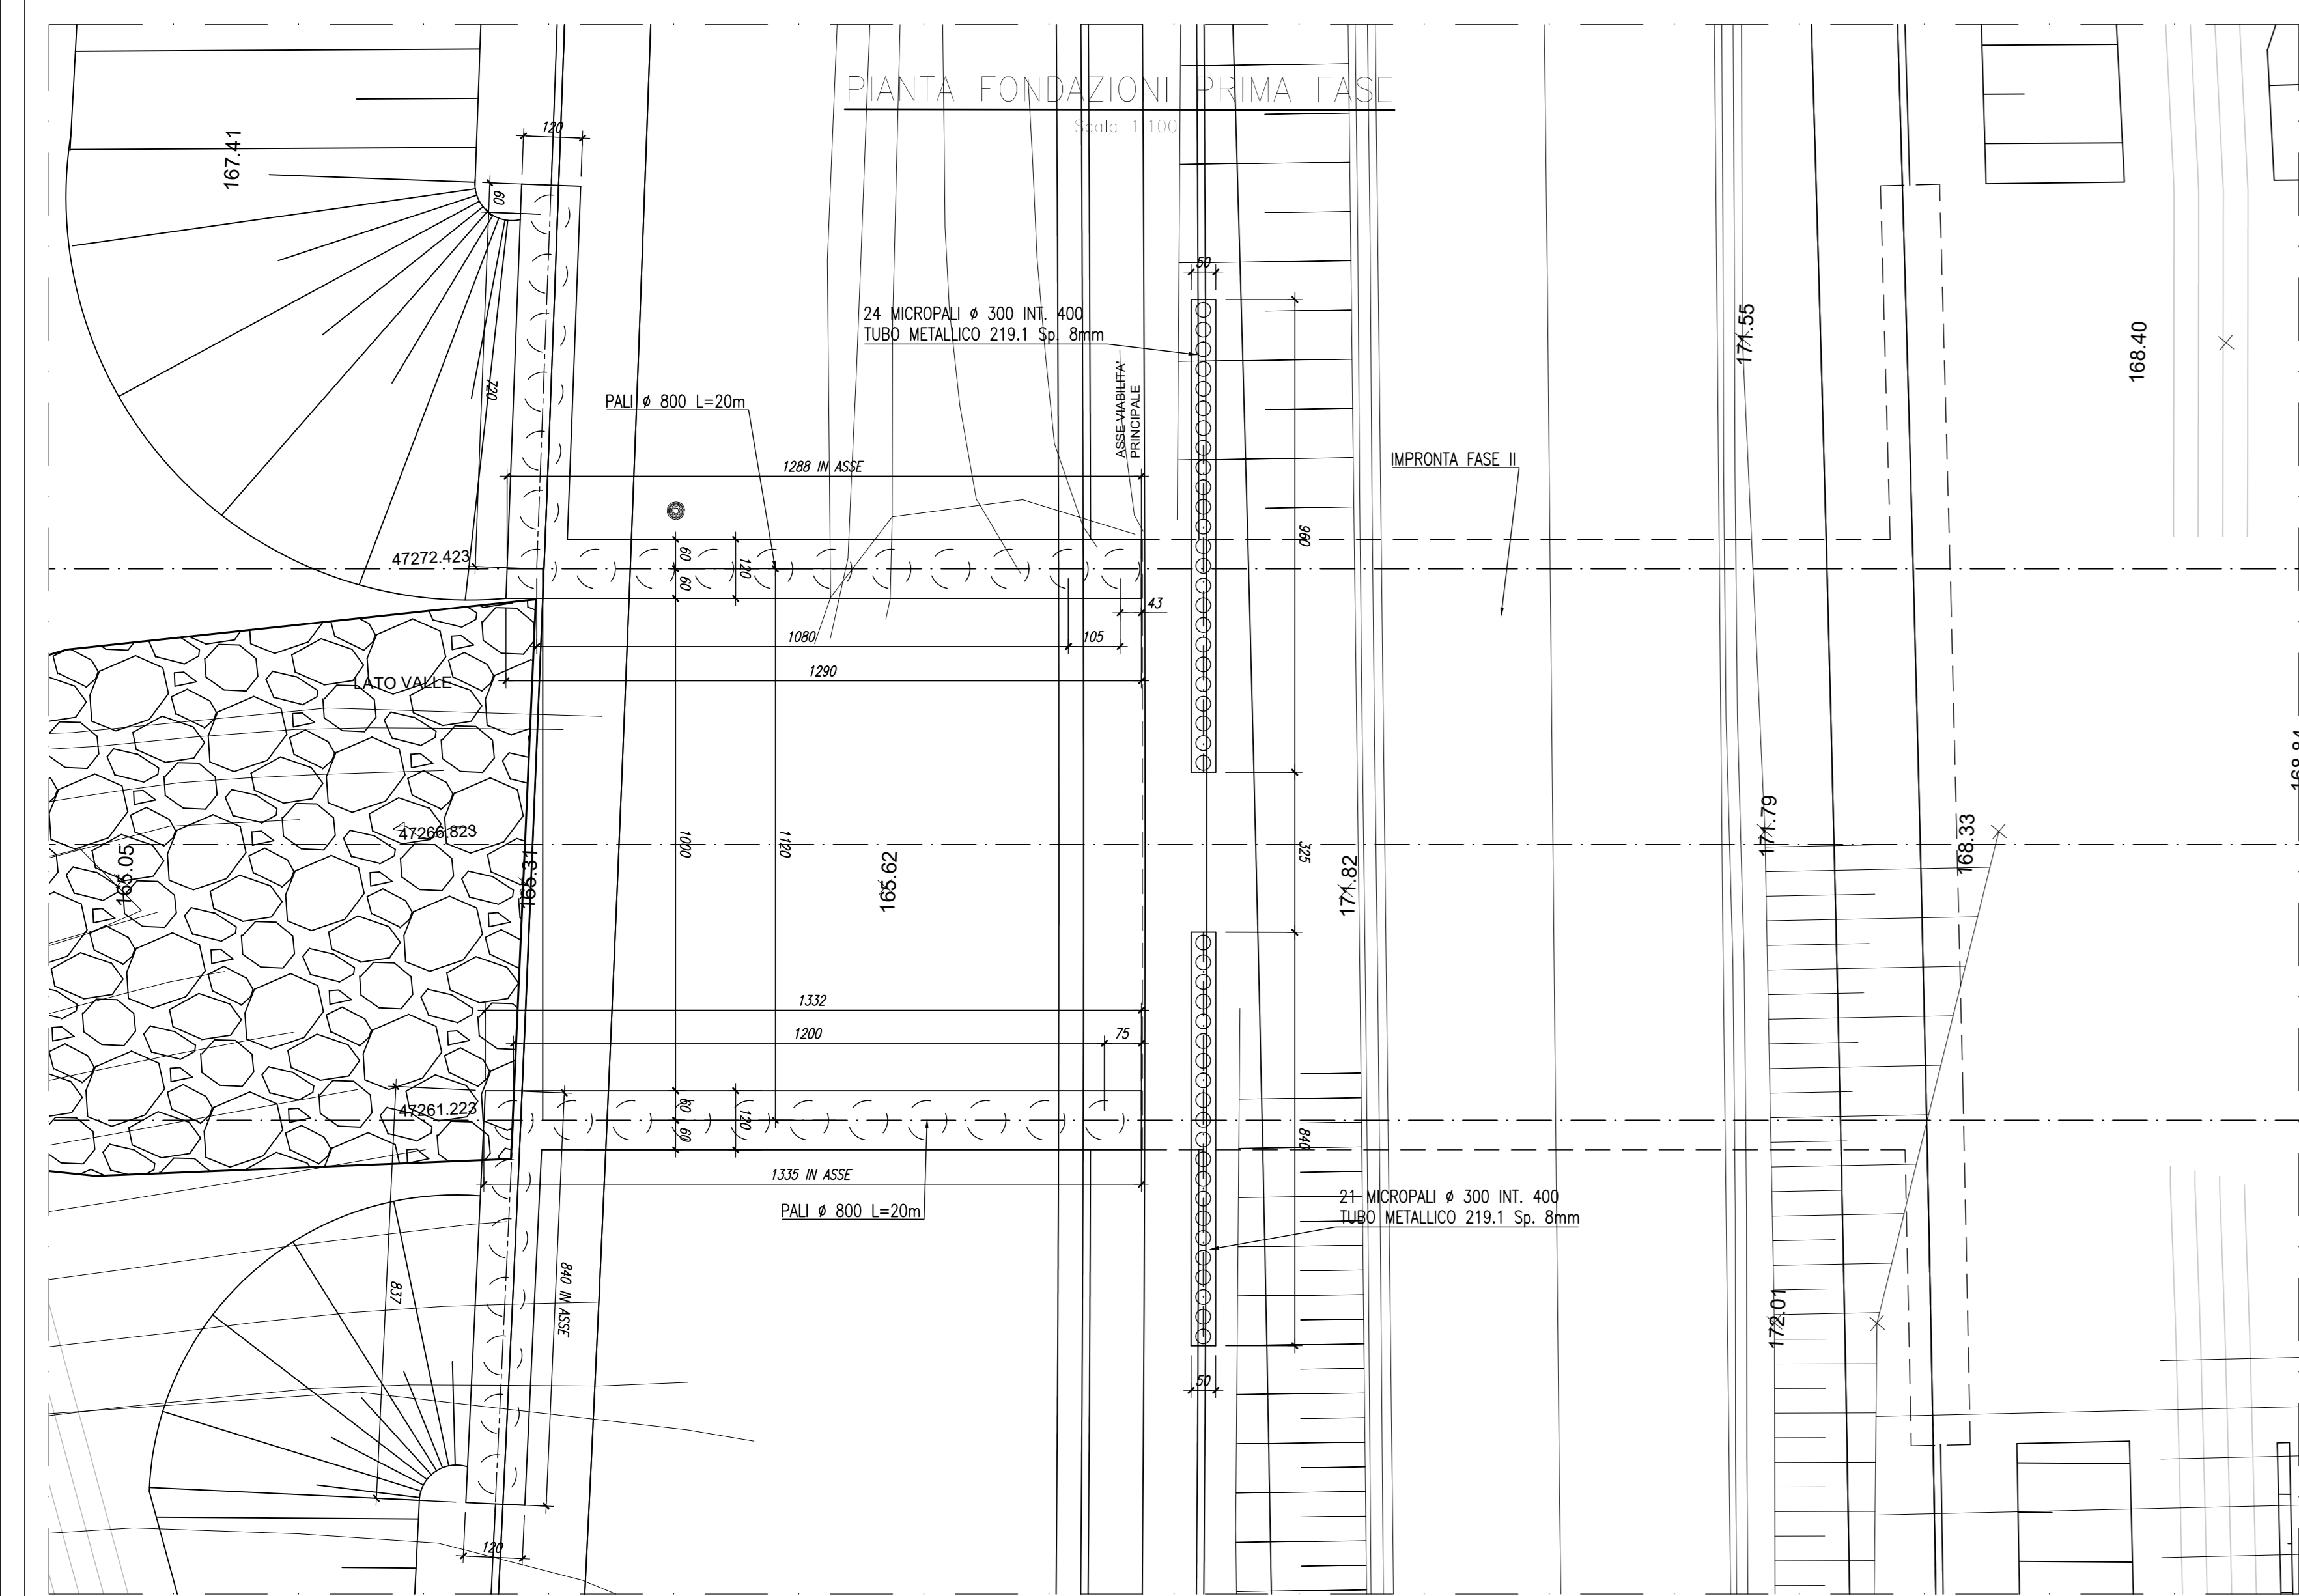 PIANTA FONDAZIONI PRIMA FASE
Scala 1:100
167.41
120
60
720
50
24 MICROPALI ø 300 INT. 400
TUBO METALLICO 219.1 Sp. 8mm
ASSE VIABILITA'
PRINCIPALE
PALI ø 800 L=20m
171.55
168.40
1288 IN ASSE
IMPRONTA FASE II
960
47272.423
60
60
120
43
1080
105
1290
LATO VALLE
47266.823
165.05
165.31
1000
1120
165.62
325
171.82
171.79
168.33
168.84
1332
1200
75
47261.223
60
60
120
840
1335 IN ASSE
PALI ø 800 L=20m
21 MICROPALI ø 300 INT. 400
TUBO METALLICO 219.1 Sp. 8mm
837
840 IN ASSE
172.01
50
120